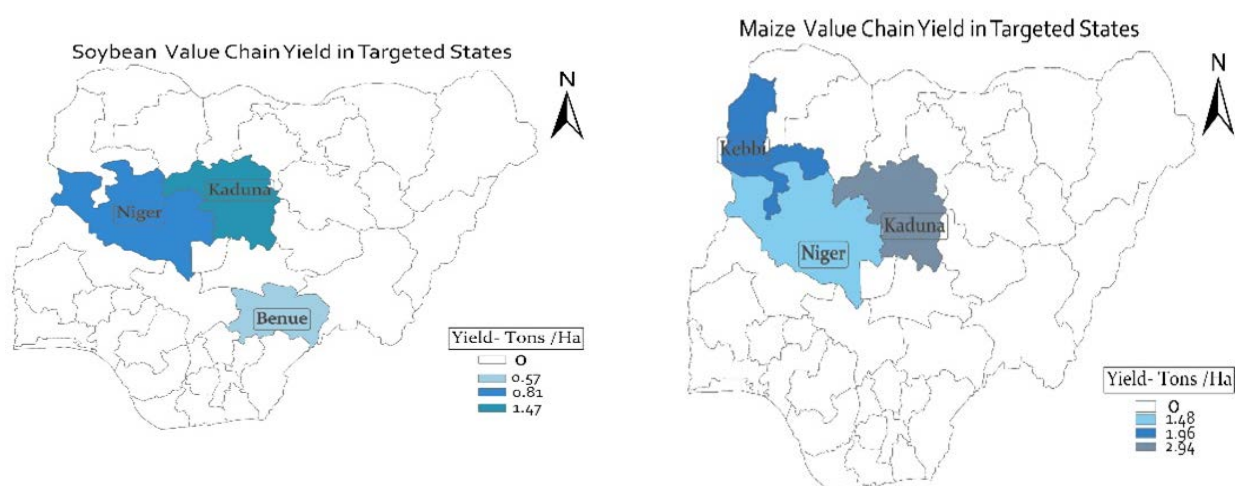 Soybean Value Chain Yield in Targeted States
N
Kaduna
Niger
Benue
Yield- Tons /Ha
0
0.57
0.81
1.47
Maize Value Chain Yield in Targeted States
N
Kebbi
Kaduna
Niger
Yield- Tons /Ha
0
1.48
1.96
2.94